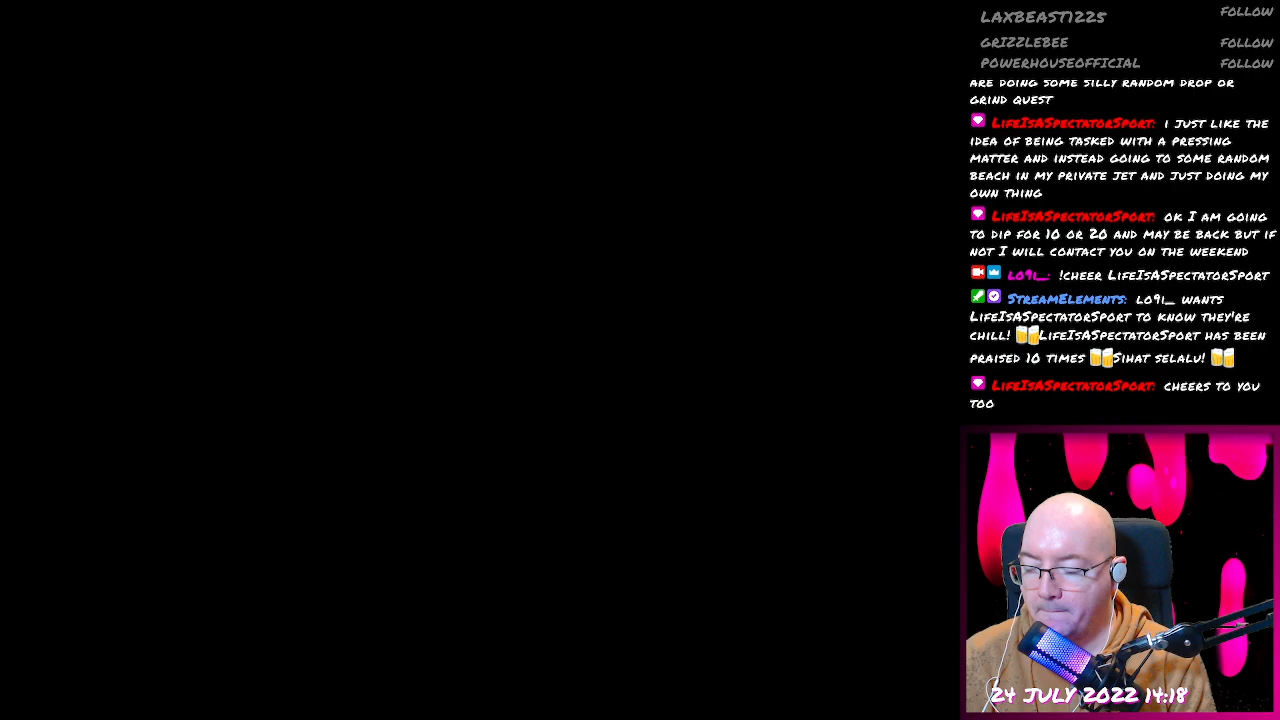 LAXBEAST1225 FOLLOW
GRIZZLEBEE FOLLOW
POWERHOUSEOFFICIAL FOLLOW
ARE DOING SOME SILLY RANDOM DROP OR
GRIND QUEST
LIFEISASPECTATORSPORT: I JUST LIKE THE
IDEA OF BEING TASKED WITH A PRESSING
MATTER AND INSTEAD GOING TO SOME RANDOM
BEACH IN MY PRIVATE JET AND JUST DOING MY
OWN THING
LIFEISASPECTATORSPORT: OK I AM GOING
TO DIP FOR 10 OR 20 AND MAY BE BACK BUT IF
NOT I WILL CONTACT YOU ON THE WEEKEND
LO9I_: !CHEER LIFEISASPECTATORSPORT
STREAMELEMENTS: LO9I_ WANTS
LIFEISASPECTATORSPORT TO KNOW THEY'RE
CHILL! 🍻LIFEISASPECTATORSPORT HAS BEEN
PRAISED 10 TIMES 🍻SIHAT SELALU! 🍻
LIFEISASPECTATORSPORT: CHEERS TO YOU
TOO
24 JULY 2022 14:18